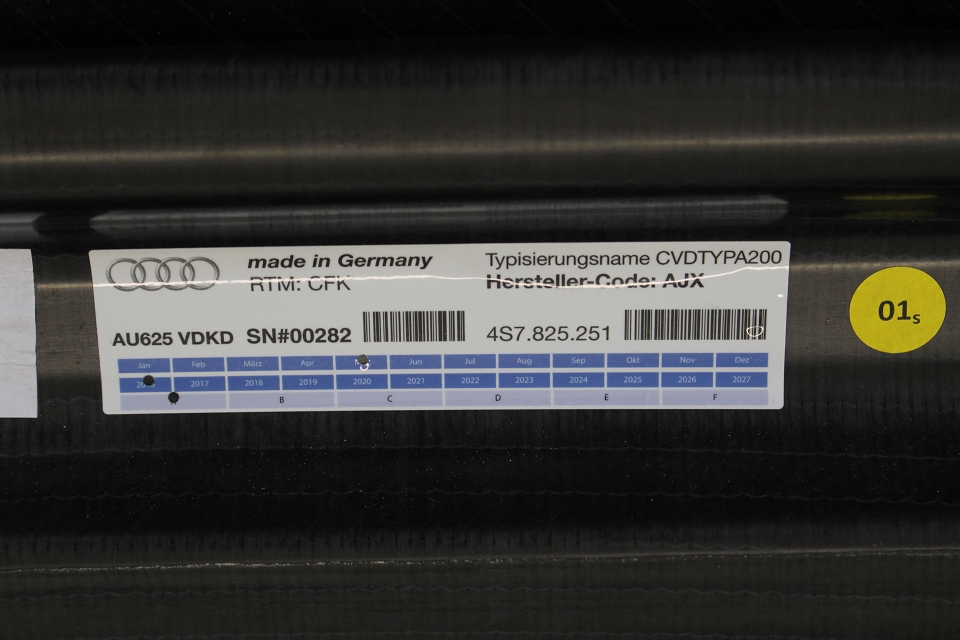 made in Germany
RTM: CFK
Typisierungsname CVDTYPA200
Hersteller-Code: AJX
AU625 VDKD SN#00282
4S7.825.251
Jan Feb März Apr Jun Jul Aug Sep Okt Nov Dez
2017 2018 2019 2020 2021 2022 2023 2024 2025 2026 2027
B C D E F
01s